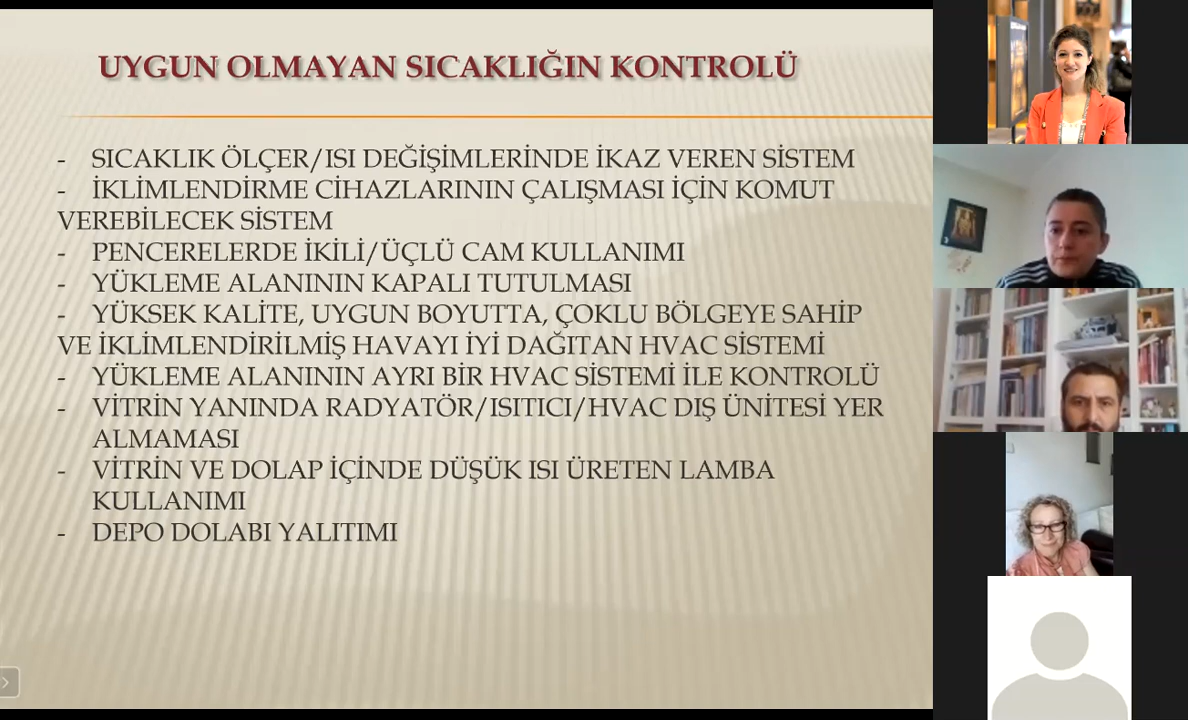 UYGUN OLMAYAN SICAKLIĞIN KONTROLÜ
- SICAKLIK ÖLÇER/ISI DEĞİŞİMLERİNDE İKAZ VEREN SİSTEM
- İKLİMLENDİRME CİHAZLARININ ÇALIŞMASI İÇİN KOMUT
VEREBİLECEK SİSTEM
- PENCERELERDE İKİLİ/ÜÇLÜ CAM KULLANIMI
- YÜKLEME ALANININ KAPALI TUTULMASI
- YÜKSEK KALİTE, UYGUN BOYUTTA, ÇOKLU BÖLGEYE SAHİP
VE İKLİMLENDİRİLMİŞ HAVAYI İYİ DAĞITAN HVAC SİSTEMİ
- YÜKLEME ALANININ AYRI BİR HVAC SİSTEMİ İLE KONTROLÜ
- VİTRİN YANINDA RADYATÖR/ISITICI/HVAC DIŞ ÜNİTESİ YER
ALMAMASI
- VİTRİN VE DOLAP İÇİNDE DÜŞÜK ISI ÜRETEN LAMBA
KULLANIMI
- DEPO DOLABI YALITIMI